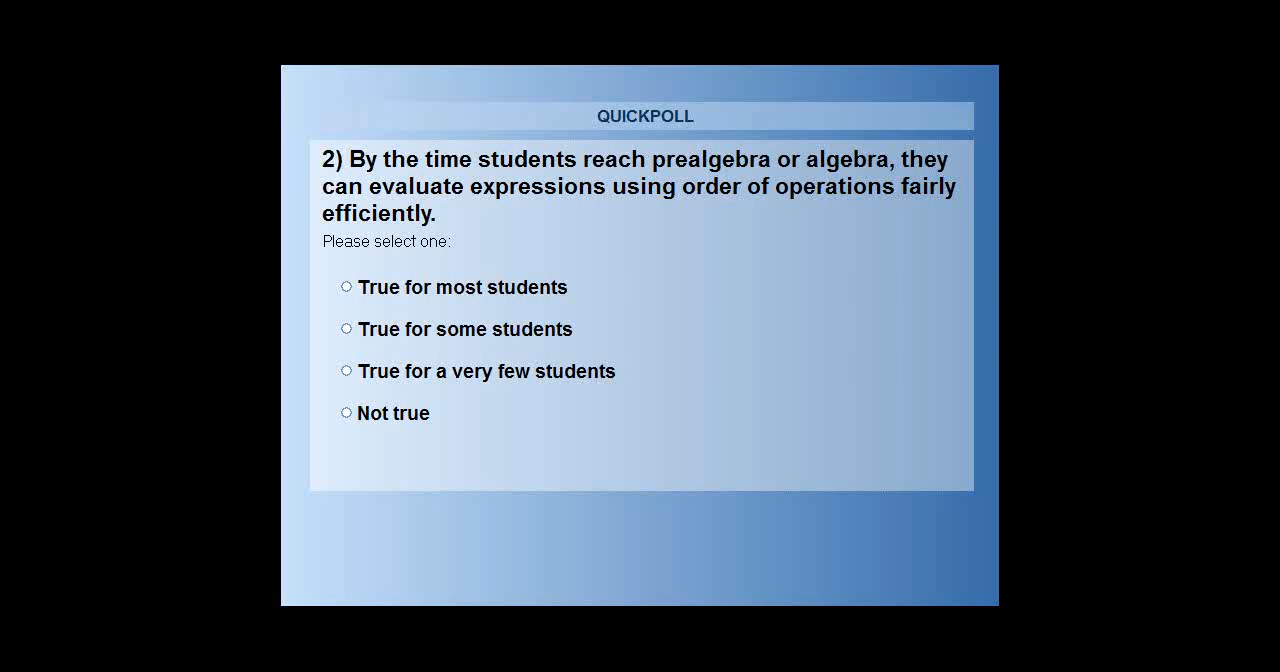 QUICKPOLL
2) By the time students reach prealgebra or algebra, they
can evaluate expressions using order of operations fairly
efficiently.
Please select one:
True for most students
True for some students
True for a very few students
Not true